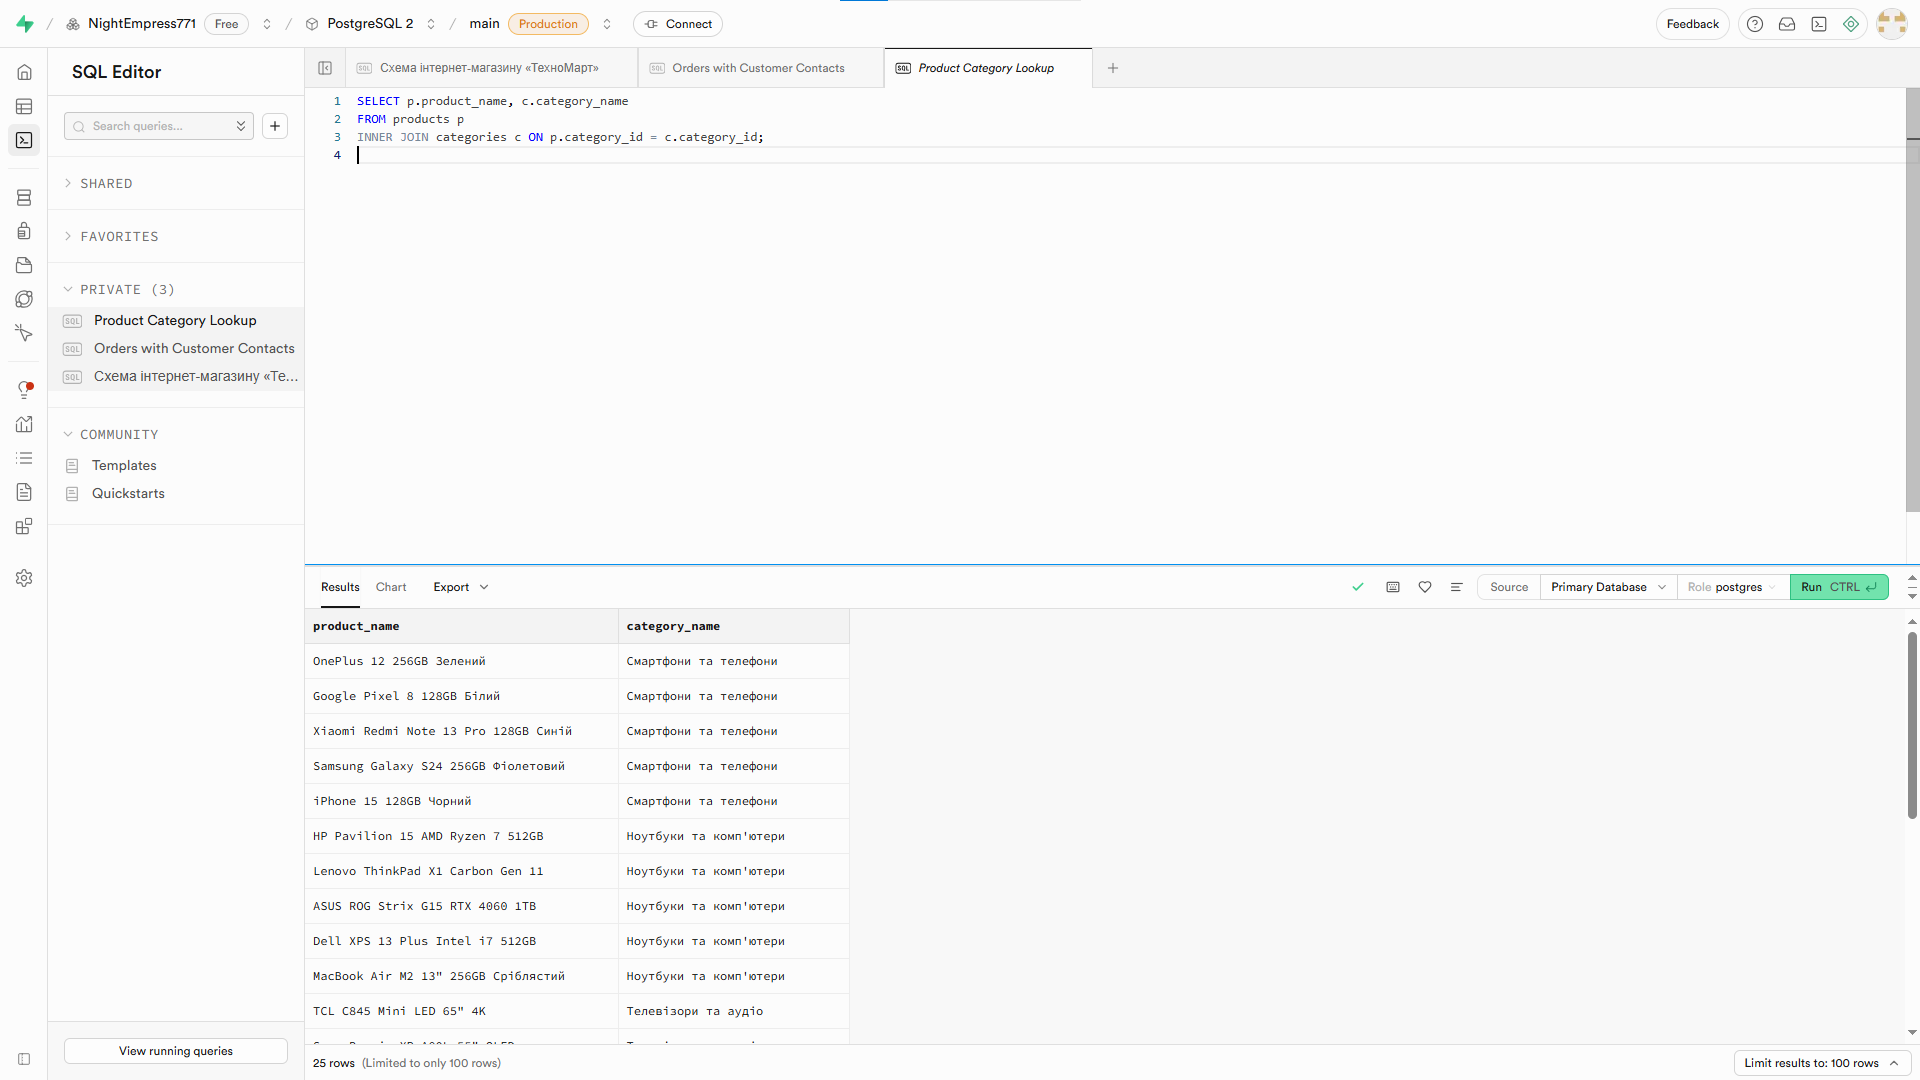 NightEmpress771 Free / PostgreSQL 2 / main Production Connect Feedback
SQL Editor
Search queries...
SHARED
FAVORITES
PRIVATE (3)
SQL Product Category Lookup
SQL Orders with Customer Contacts
SQL Схема інтернет-магазину «Те...
COMMUNITY
Templates
Quickstarts
View running queries
SQL Схема інтернет-магазину «ТехноМарт»
SQL Orders with Customer Contacts
SQL Product Category Lookup
1 SELECT p.product_name, c.category_name
2 FROM products p
3 INNER JOIN categories c ON p.category_id = c.category_id;
4
Results Chart Export Source Primary Database Role postgres Run CTRL
product_name category_name
OnePlus 12 256GB Зелений Смартфони та телефони
Google Pixel 8 128GB Білий Смартфони та телефони
Xiaomi Redmi Note 13 Pro 128GB Синій Смартфони та телефони
Samsung Galaxy S24 256GB Фіолетовий Смартфони та телефони
iPhone 15 128GB Чорний Смартфони та телефони
HP Pavilion 15 AMD Ryzen 7 512GB Ноутбуки та комп'ютери
Lenovo ThinkPad X1 Carbon Gen 11 Ноутбуки та комп'ютери
ASUS ROG Strix G15 RTX 4060 1TB Ноутбуки та комп'ютери
Dell XPS 13 Plus Intel i7 512GB Ноутбуки та комп'ютери
MacBook Air M2 13" 256GB Сріблястий Ноутбуки та комп'ютери
TCL C845 Mini LED 65" 4K Телевізори та аудіо
25 rows (Limited to only 100 rows)
Limit results to: 100 rows